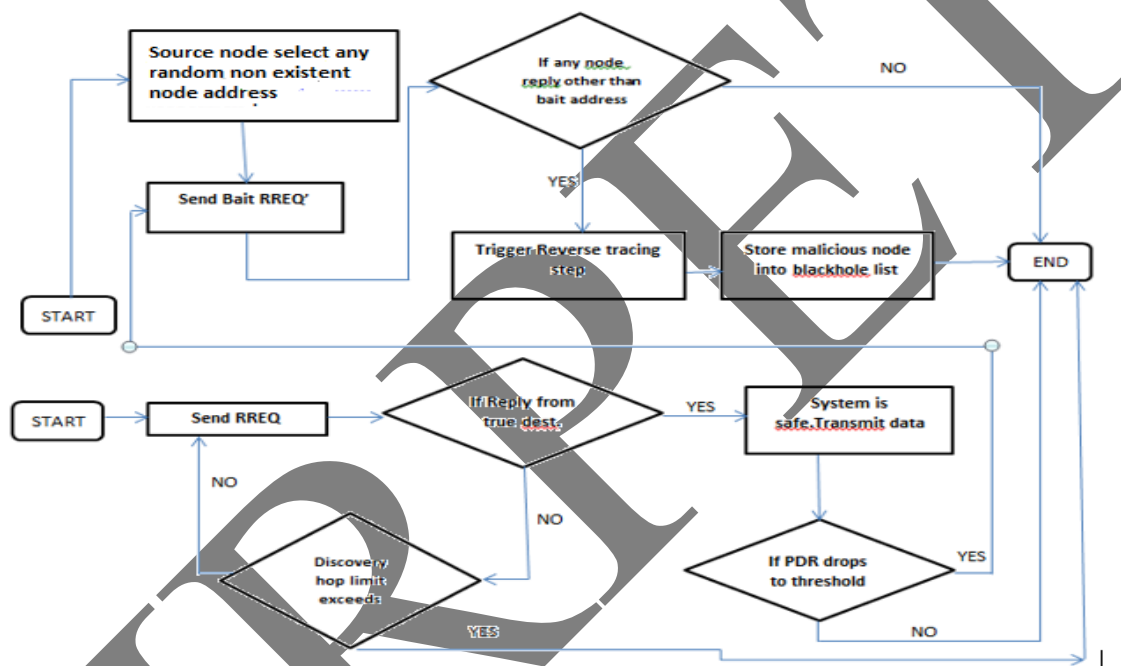 Source node select any
random non existent
node address
If any node
reply other than
bait address
NO
Send Bait RREQ'
YES
Trigger Reverse tracing
step
Store malicious node
into blackhole list
END
START
START
Send RREQ
If Reply from
true dest.
YES
System is
safe.Transmit data
NO
NO
Discovery
hop limit
exceeds
If PDR drops
to threshold
YES
YES
NO